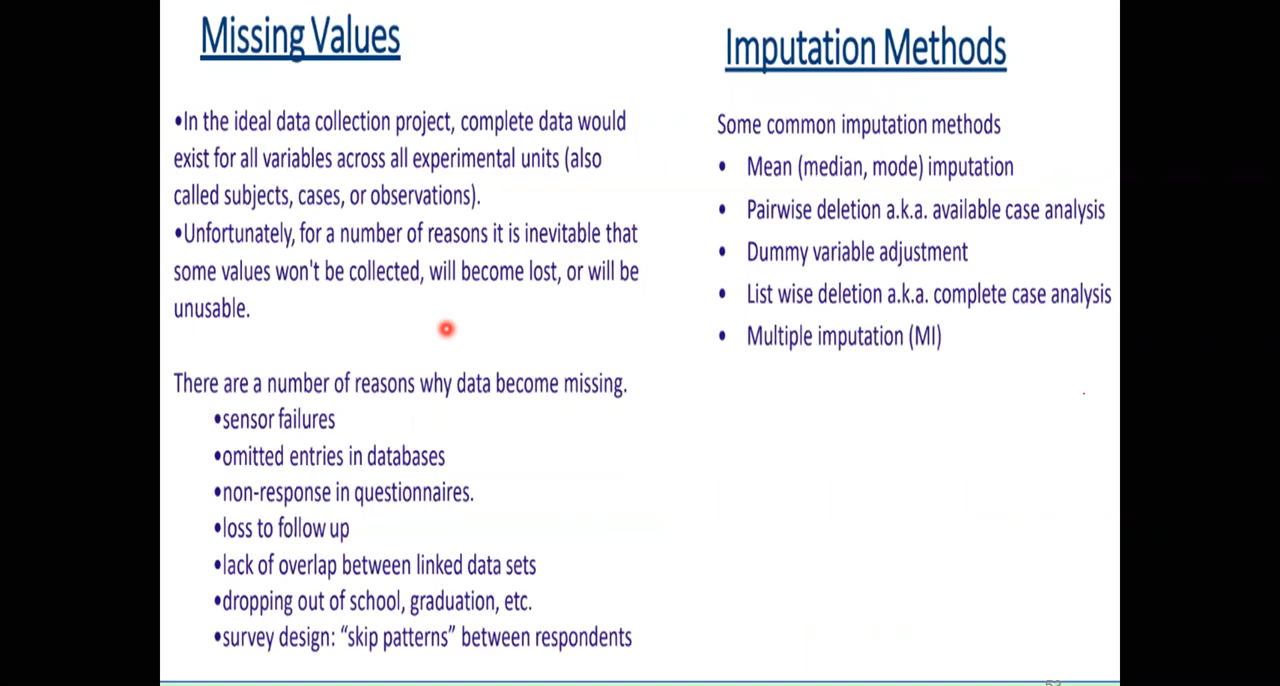 Missing Values
•In the ideal data collection project, complete data would
exist for all variables across all experimental units (also
called subjects, cases, or observations).
•Unfortunately, for a number of reasons it is inevitable that
some values won't be collected, will become lost, or will be
unusable.
There are a number of reasons why data become missing.
•sensor failures
•omitted entries in databases
•non-response in questionnaires.
•loss to follow up
•lack of overlap between linked data sets
•dropping out of school, graduation, etc.
•survey design: “skip patterns” between respondents
Imputation Methods
Some common imputation methods
• Mean (median, mode) imputation
• Pairwise deletion a.k.a. available case analysis
• Dummy variable adjustment
• List wise deletion a.k.a. complete case analysis
• Multiple imputation (MI)